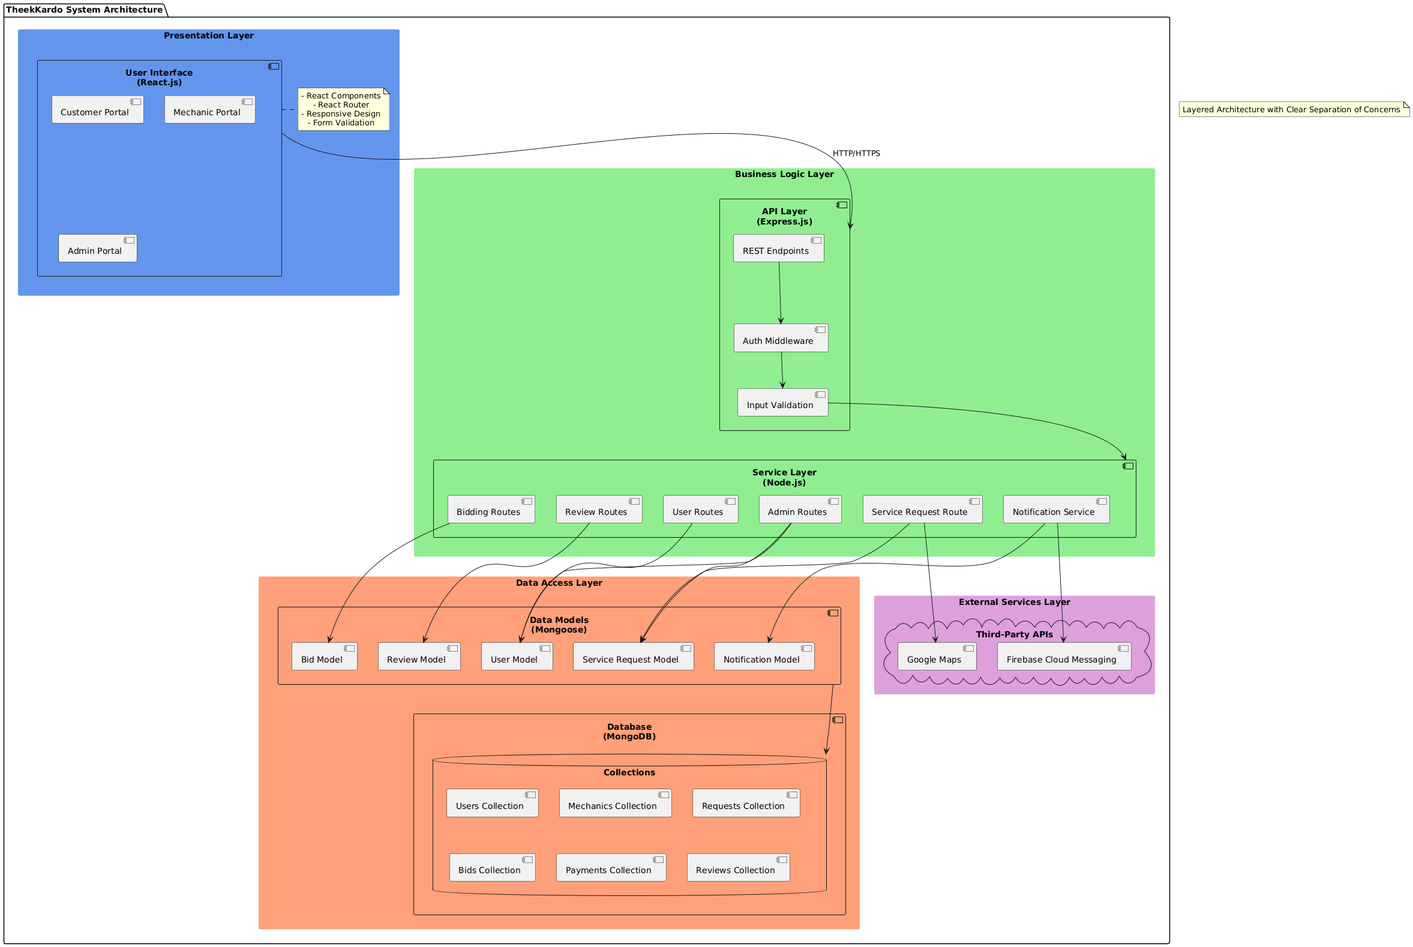 TheekKardo System Architecture
Presentation Layer
User Interface
(React.js)
Customer Portal
Mechanic Portal
Admin Portal
- React Components
- React Router
- Responsive Design
- Form Validation
Layered Architecture with Clear Separation of Concerns
HTTP/HTTPS
Business Logic Layer
API Layer
(Express.js)
REST Endpoints
Auth Middleware
Input Validation
Service Layer
(Node.js)
Bidding Routes
Review Routes
User Routes
Admin Routes
Service Request Route
Notification Service
Data Access Layer
Data Models
(Mongoose)
Bid Model
Review Model
User Model
Service Request Model
Notification Model
External Services Layer
Third-Party APIs
Google Maps
Firebase Cloud Messaging
Database
(MongoDB)
Collections
Users Collection
Mechanics Collection
Requests Collection
Bids Collection
Payments Collection
Reviews Collection